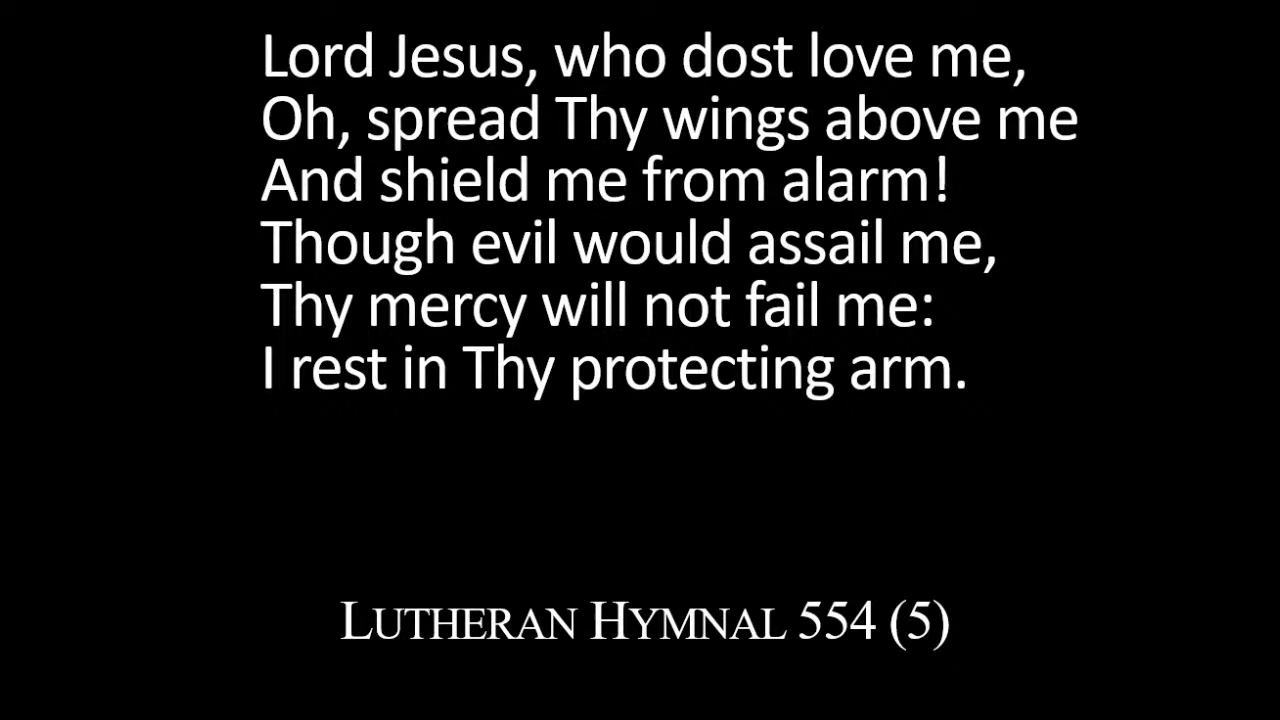 Lord Jesus, who dost love me,
Oh, spread Thy wings above me
And shield me from alarm!
Though evil would assail me,
Thy mercy will not fail me:
I rest in Thy protecting arm.
LUTHERAN HYMNAL 554 (5)